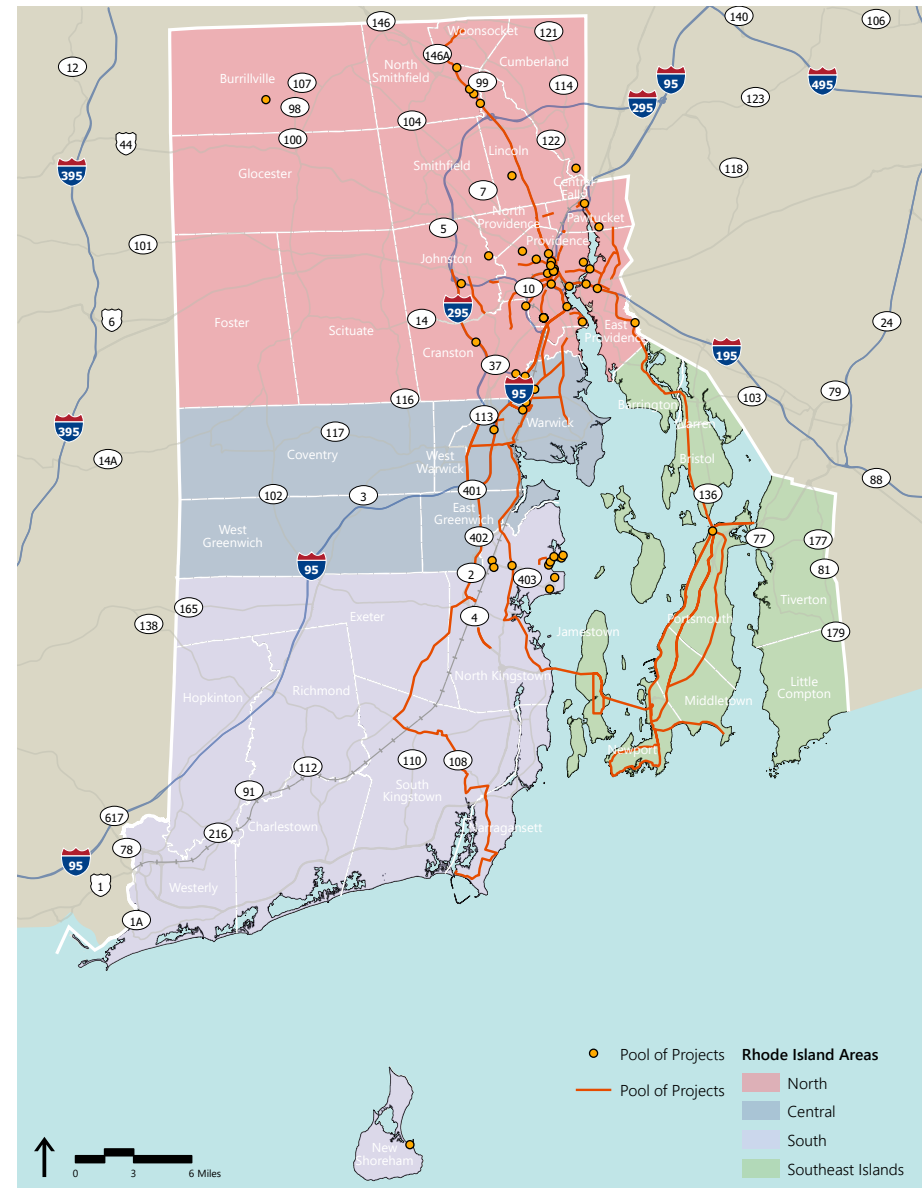 146
140
106
Woonsocket
121
12
146A
North
Smithfield
Cumberland
Burrillville
107
99
114
95
495
98
295
123
104
100
122
44
Lincoln
118
Smithfield
395
Glocester
7
Central
Falls
North
Providence
Pawtucket
5
101
Providence
Johnston
10
295
6
Foster
Scituate
14
East
Providence
24
Cranston
37
195
95
79
116
103
Barrington
Warren
395
113
Warwick
117
Coventry
West
Warwick
14A
Bristol
88
401
102
3
136
East
Greenwich
West
Greenwich
402
77
177
95
2
403
81
165
Tiverton
138
Exeter
4
Jamestown
Portsmouth
179
North Kingstown
Richmond
Hopkinton
Middletown
Little
Compton
Newport
112
110
108
91
South
Kingstown
617
216
Charlestown
Narragansett
78
95
1
Westerly
1A
Pool of Projects
Rhode Island Areas
Pool of Projects
North
Central
South
Southeast Islands
New
Shoreham
0 3 6 Miles